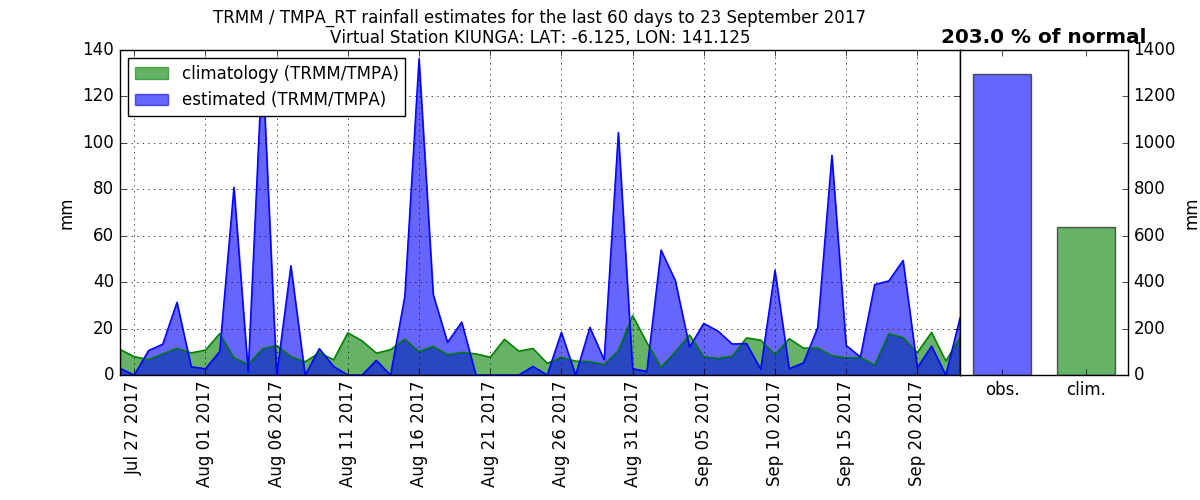 TRMM / TMPA_RT rainfall estimates for the last 60 days to 23 September 2017
Virtual Station KIUNGA: LAT: -6.125, LON: 141.125
203.0 % of normal
climatology (TRMM/TMPA)
estimated (TRMM/TMPA)
mm
140
120
100
80
60
40
20
0
Jul 27 2017
Aug 01 2017
Aug 06 2017
Aug 11 2017
Aug 16 2017
Aug 21 2017
Aug 26 2017
Aug 31 2017
Sep 05 2017
Sep 10 2017
Sep 15 2017
Sep 20 2017
1400
1200
1000
800
600
400
200
0
mm
obs.
clim.